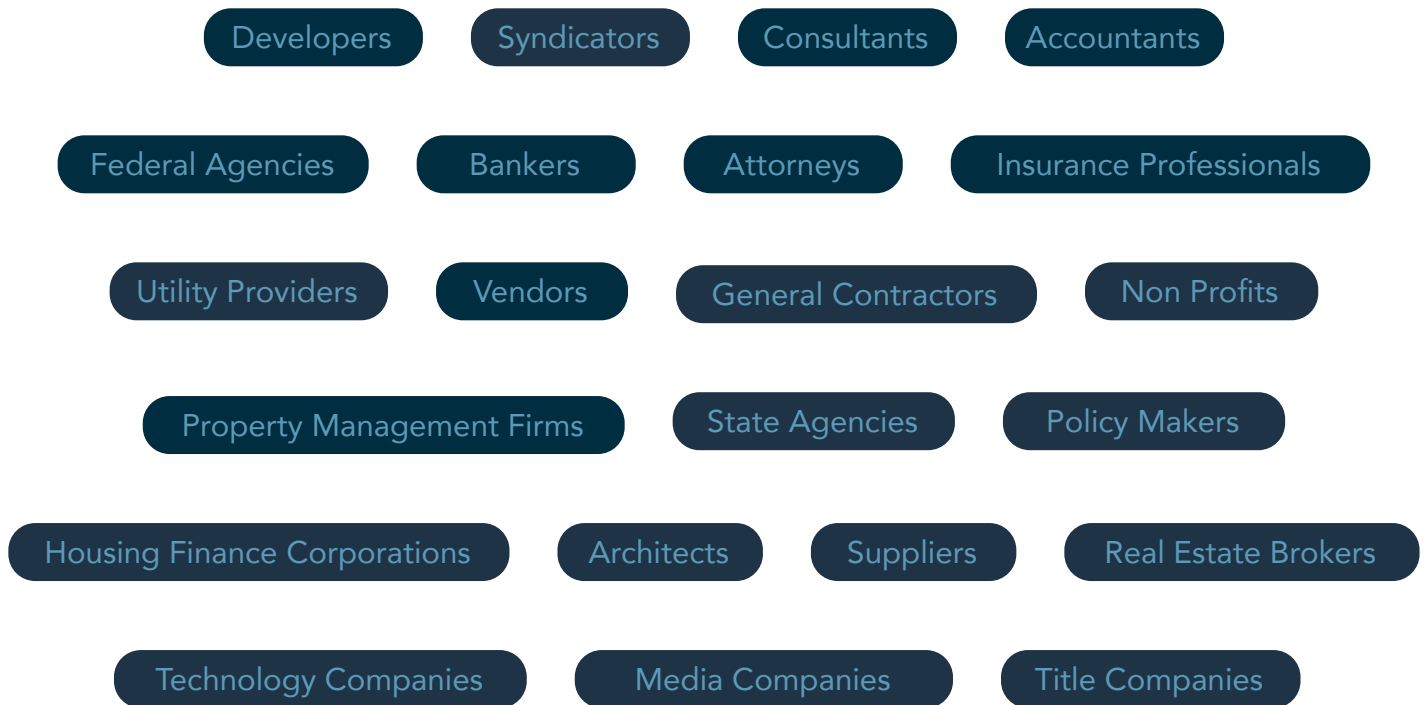 Developers Syndicators Consultants Accountants
Federal Agencies Bankers Attorneys Insurance Professionals
Utility Providers Vendors General Contractors Non Profits
Property Management Firms State Agencies Policy Makers
Housing Finance Corporations Architects Suppliers Real Estate Brokers
Technology Companies Media Companies Title Companies